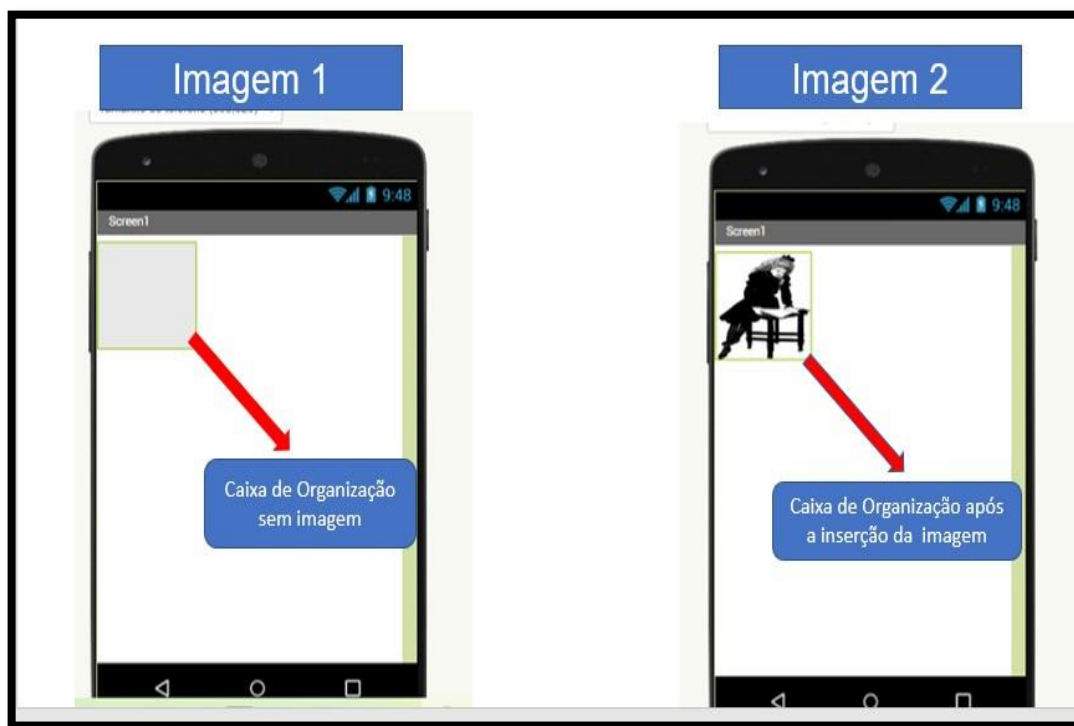 Imagem 1
Imagem 2
9:48
Screen1
Caixa de Organização
sem imagem
9:48
Screen1
Caixa de Organização após
a inserção da imagem